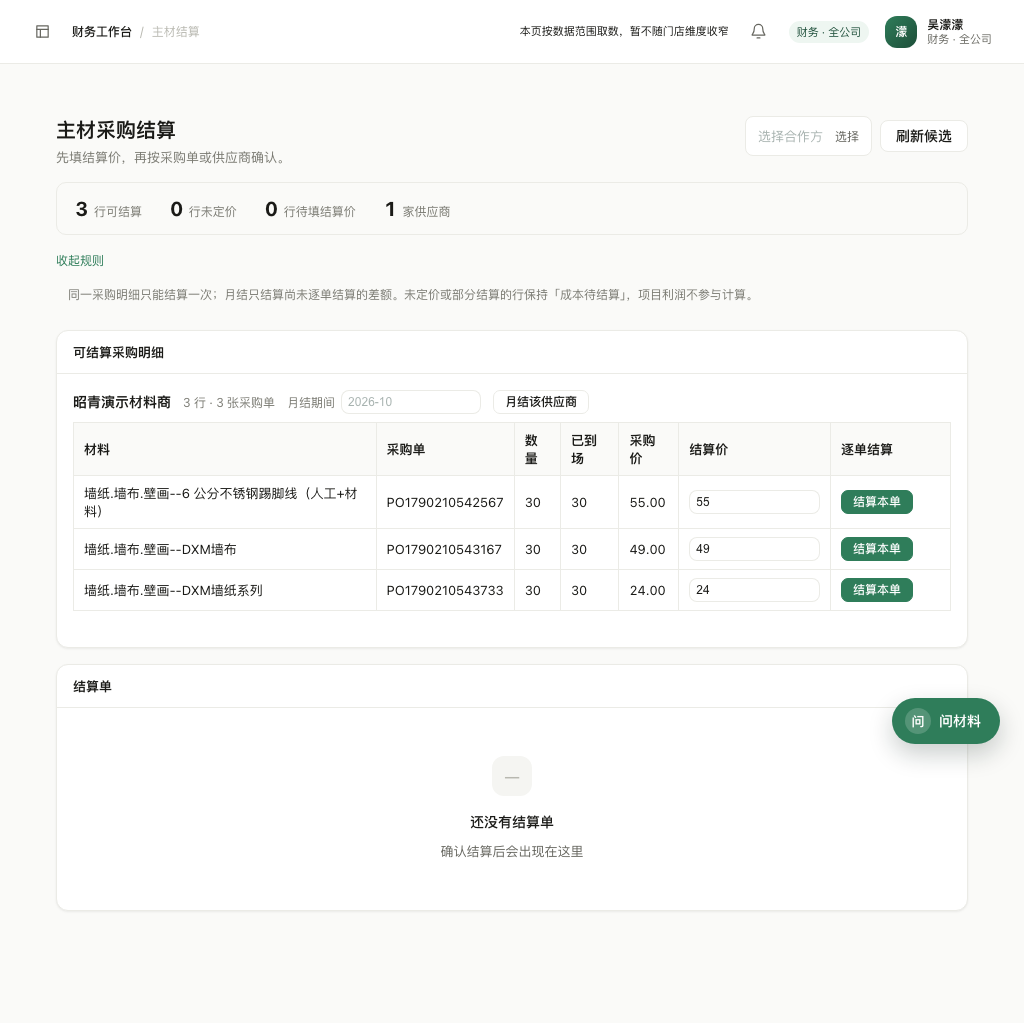 财务工作台 / 主材结算
本页按数据范围取数，暂不随门店维度收窄
财务 · 全公司
濛
吴濛濛
财务 · 全公司
主材采购结算
先填结算价，再按采购单或供应商确认。
选择合作方 选择
刷新候选
3 行可结算 0 行未定价 0 行待填结算价 1 家供应商
收起规则
同一采购明细只能结算一次；月结只结算尚未逐单结算的差额。未定价或部分结算的行保持「成本待结算」，项目利润不参与计算。
可结算采购明细
昭青演示材料商 3 行 · 3 张采购单 月结期间 2026-10 月结该供应商
材料 采购单 数量 已到场 采购价 结算价 逐单结算
墙纸.墙布.壁画--6 公分不锈钢踢脚线（人工+材料） PO1790210542567 30 30 55.00 55 结算本单
墙纸.墙布.壁画--DXM墙布 PO1790210543167 30 30 49.00 49 结算本单
墙纸.墙布.壁画--DXM墙纸系列 PO1790210543733 30 30 24.00 24 结算本单
结算单
问 问材料
还没有结算单
确认结算后会出现在这里